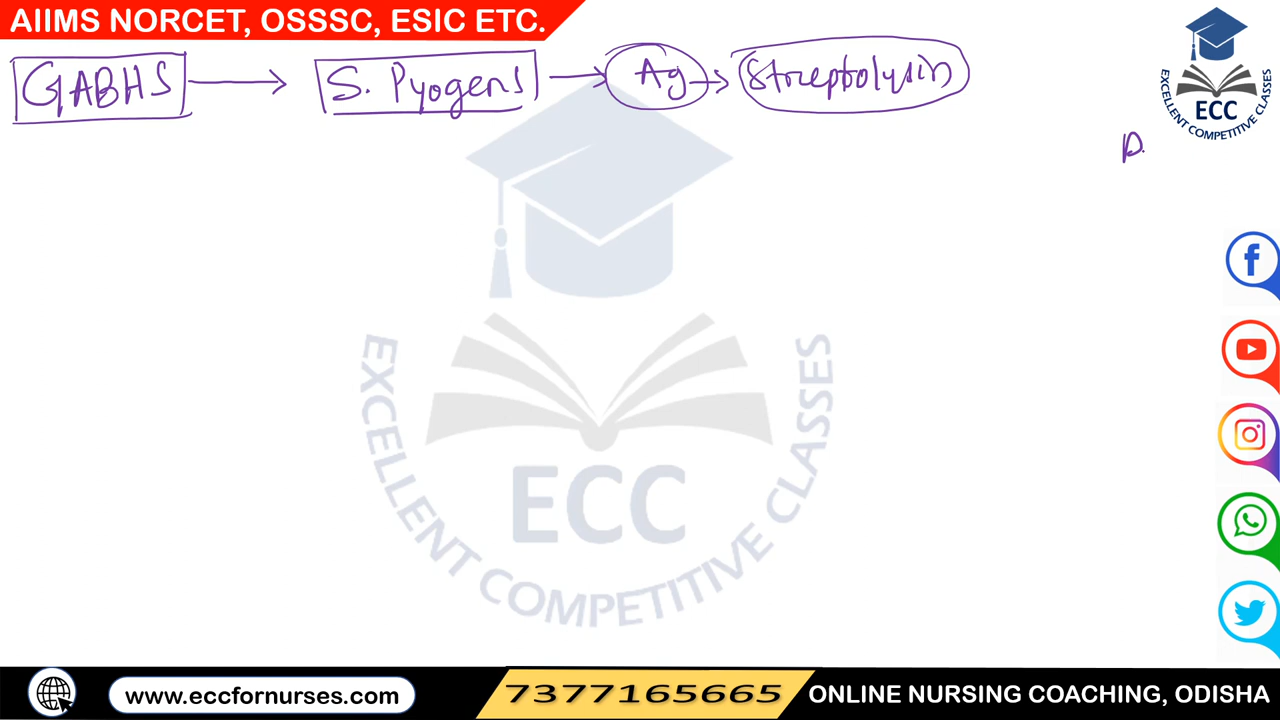 AIIMS NORCET, OSSSC, ESIC ETC.
GABHS → S. Pyogens → Ag → Streptolysin
EXCELLENT COMPETITIVE CLASSES
ECC
D.
ECC
EXCELLENT COMPETITIVE CLASSES
www.eccfornurses.com
7377165665
ONLINE NURSING COACHING, ODISHA